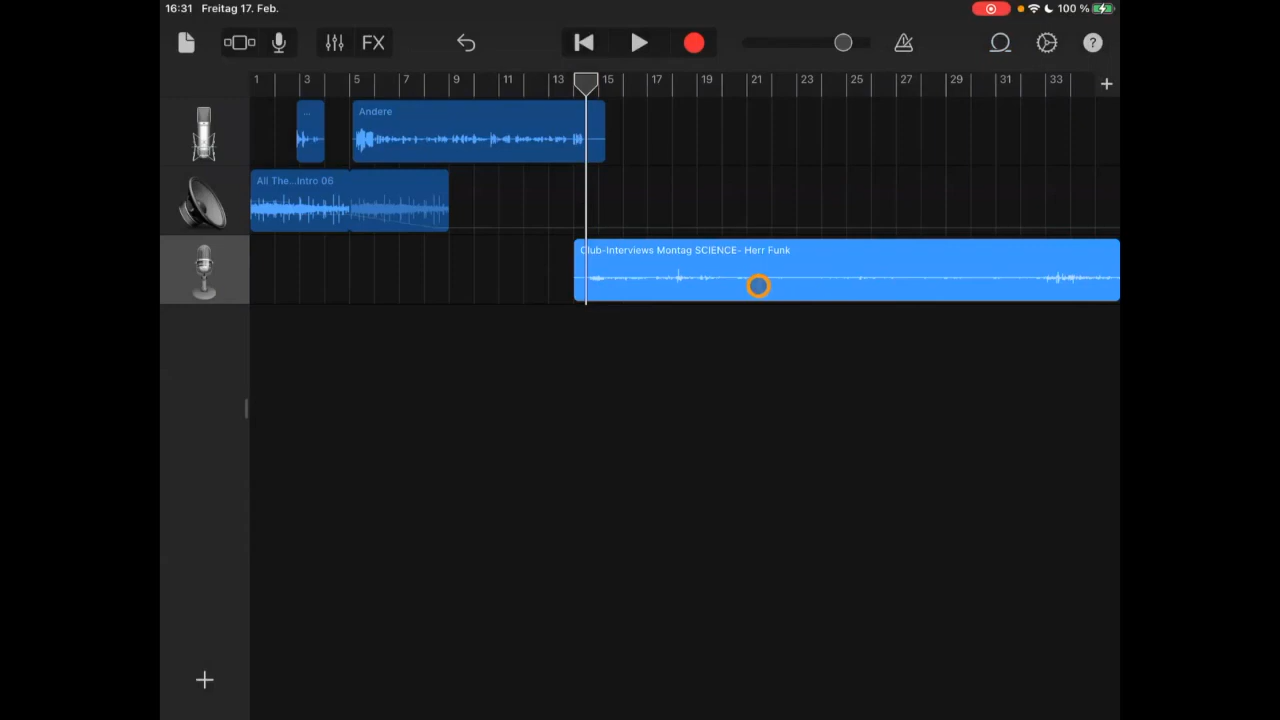 16:31 Freitag 17. Feb.
100 %
FX
?
1 3 5 7 9 11 13 15 17 19 21 23 25 27 29 31 33 +
... Andere
All The...Intro 06
Club-Interviews Montag SCIENCE- Herr Funk
+